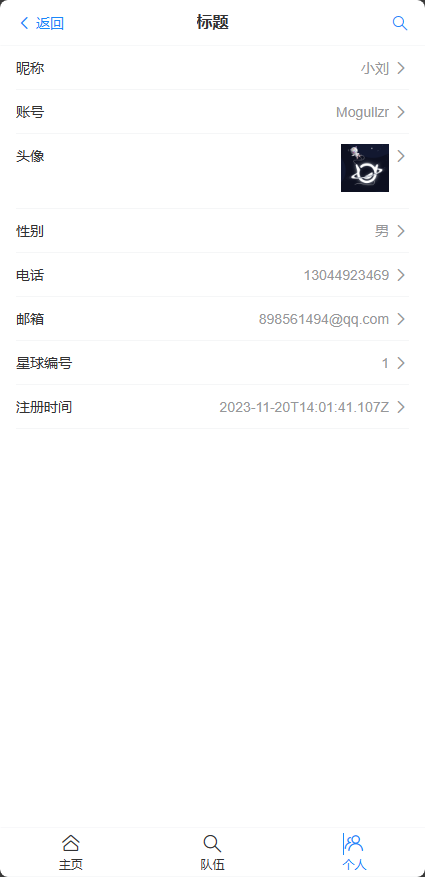 返回 标题
昵称 小刘
账号 Mogullzr
头像
性别 男
电话 13044923469
邮箱 898561494@qq.com
星球编号 1
注册时间 2023-11-20T14:01:41.107Z
主页 队伍 个人